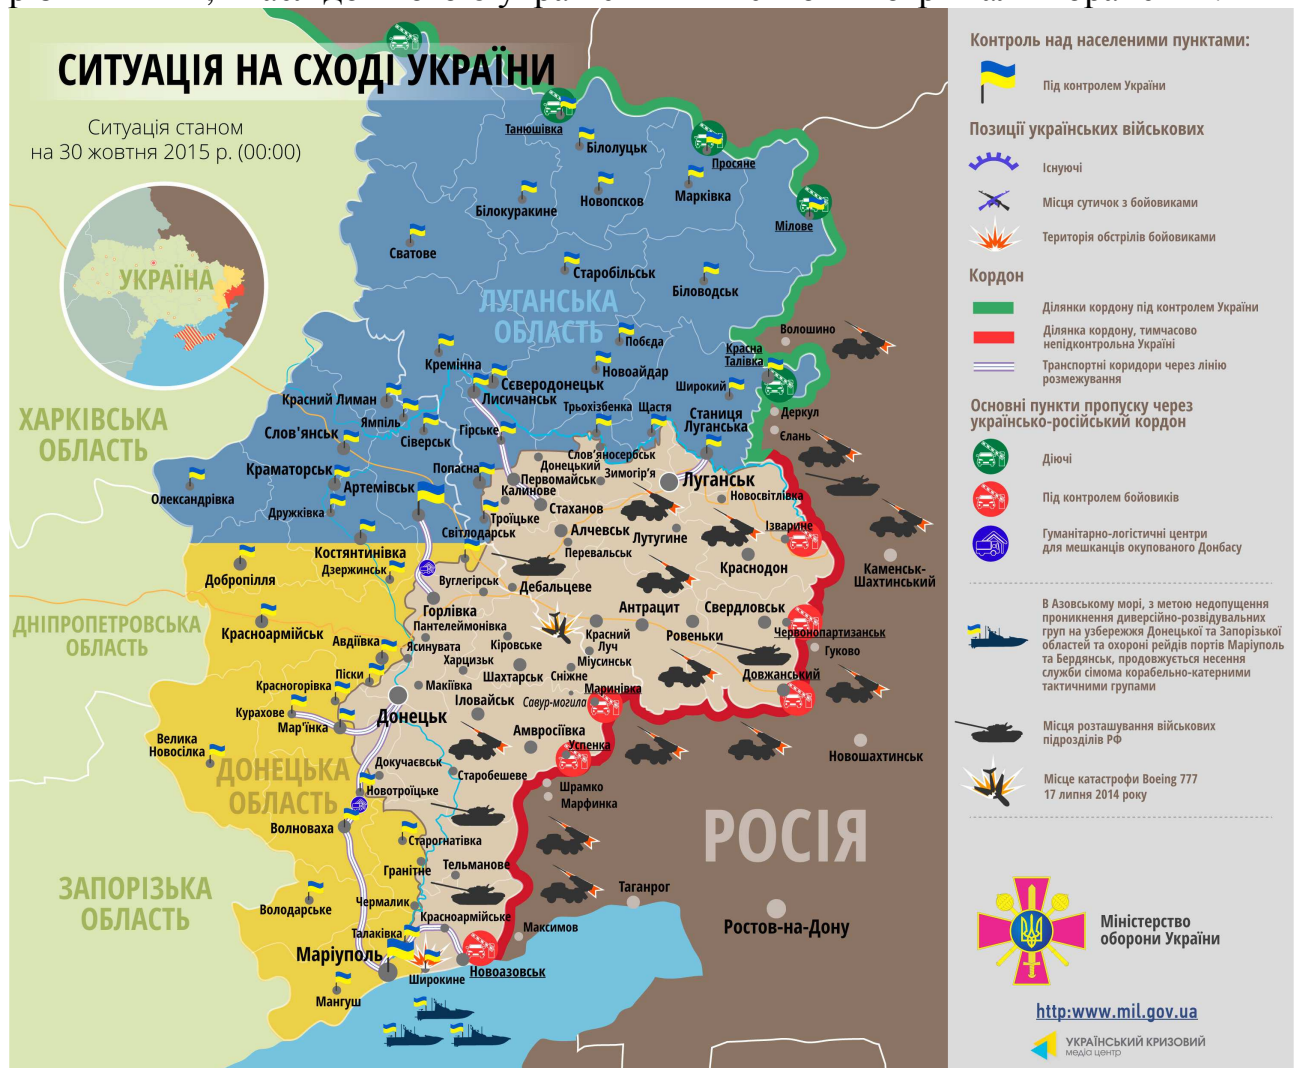 СИТУАЦІЯ НА СХОДІ УКРАЇНИ
Ситуація станом
на 30 жовтня 2015 р. (00:00)
УКРАЇНА
ХАРКІВСЬКА
ОБЛАСТЬ
ДНІПРОПЕТРОВСЬКА
ОБЛАСТЬ
ЗАПОРІЗЬКА
ОБЛАСТЬ
ЛУГАНСЬКА
ОБЛАСТЬ
ДОНЕЦЬКА
ОБЛАСТЬ
РОСІЯ
Танюшівка
Білолуцьк
Просяне
Білокуракине
Новопсков
Марківка
Мілове
Сватове
Старобільськ
Біловодськ
Волошино
Побєда
Красна
Талівка
Кремінна
Новоайдар
Сєверодонецьк
Широкий
Лисичанськ
Красний Лиман
Трьохізбенка
Щастя
Станиця
Луганська
Деркул
Ямпіль
Єлань
Слов'янськ
Сіверськ
Гірське
Слов’яносербськ
Донецький
Зимогір’я
Краматорськ
Попасна
Первомайськ
Луганськ
Олександрівка
Артемівськ
Калинове
Новосвітлівка
Дружківка
Стаханов
Троїцьке
Ізварине
Світлодарськ
Алчевськ
Лутугине
Костянтинівка
Перевальськ
Дзержинськ
Краснодон
Каменськ-
Шахтинський
Добропілля
Вуглегірськ
Дебальцеве
Горлівка
Антрацит
Свердловськ
Пантелеймонівка
Красноармійськ
Авдіївка
Кіровське
Красний
Луч
Ровеньки
Червонопартизанськ
Ясинувата
Гуково
Харцизьк
Міусинськ
Піски
Шахтарськ
Сніжне
Довжанський
Красногорівка
Макіївка
Маринівка
Іловайськ
Савур-могила
Курахове
Донецьк
Мар'їнка
Амвросіївка
Велика
Новосілка
Успенка
Новошахтинськ
Докучаєвськ
Старобешеве
Новотроїцьке
Шрамко
Марфинка
Волноваха
Старогнатівка
Гранітне
Тельманове
Таганрог
Володарське
Чермалик
Красноармійське
Максимов
Ростов-на-Дону
Талаківка
Маріуполь
Широкине
Новоазовськ
Мангуш
Контроль над населеними пунктами:
Під контролем України
Позиції українських військових
Існуючі
Місця сутичок з бойовиками
Територія обстрілів бойовиками
Кордон
Ділянки кордону під контролем України
Ділянка кордону, тимчасово
непідконтрольна Україні
Транспортні коридори через лінію
розмежування
Основні пункти пропуску через
українсько-російський кордон
Діючі
Під контролем бойовиків
Гуманітарно-логістичні центри
для мешканців окупованого Донбасу
В Азовському морі, з метою недопущення
проникнення диверсійно-розвідувальних
груп на узбережжя Донецької та Запорізької
областей та охороні рейдів портів Маріуполь
та Бердянськ, продовжується несення
служби сімома корабельно-катерними
тактичними групами
Місця розташування військових
підрозділів РФ
Місце катастрофи Boeing 777
17 липня 2014 року
Міністерство
оборони України
http:www.mil.gov.ua
УКРАЇНСЬКИЙ КРИЗОВИЙ
медіа центр